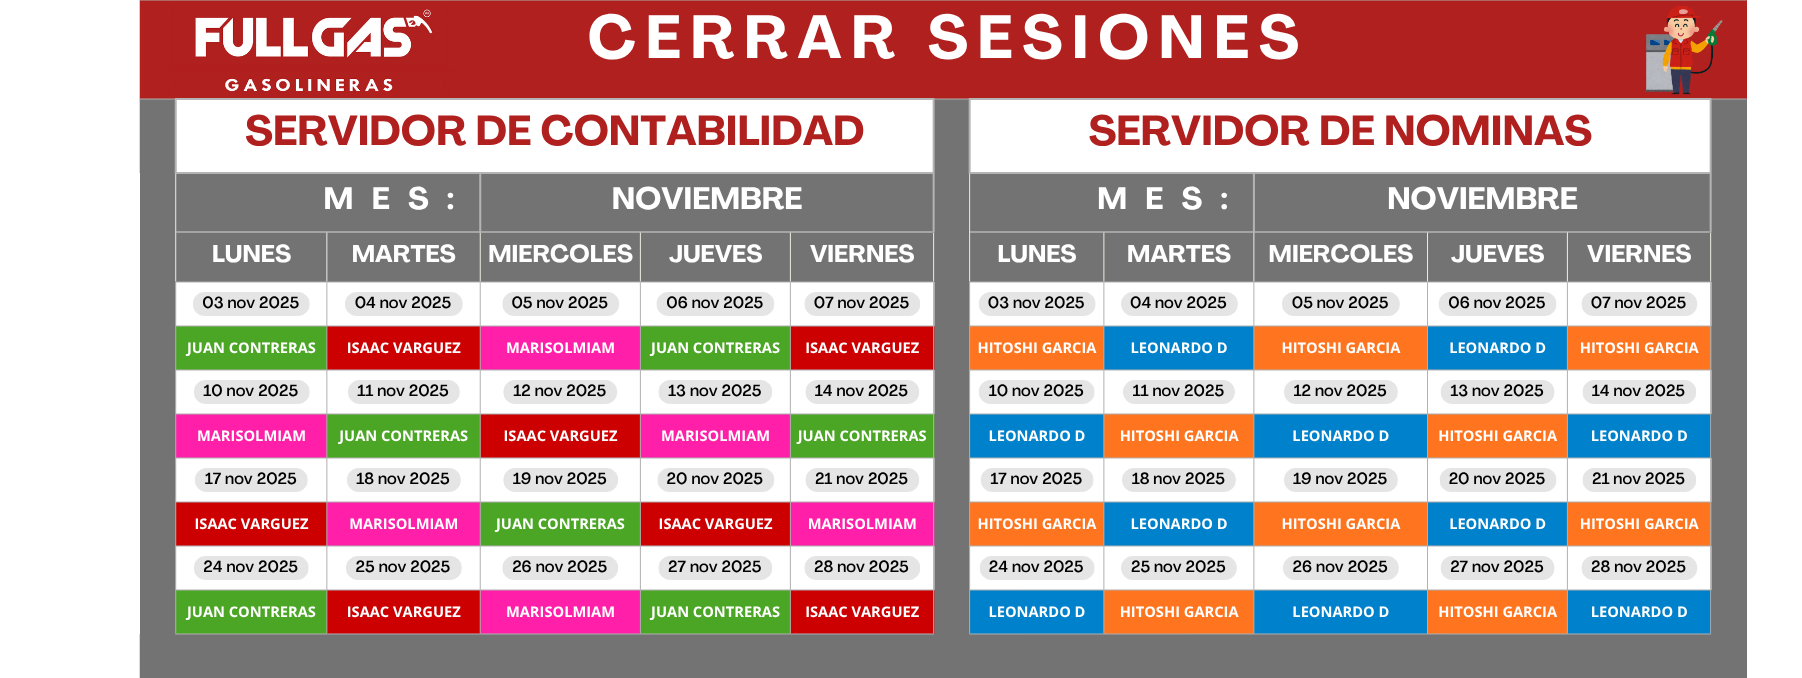 FULLGAS
GASOLINERAS
CERRAR SESIONES
SERVIDOR DE CONTABILIDAD
MES: NOVIEMBRE
LUNES MARTES MIERCOLES JUEVES VIERNES
03 nov 2025 04 nov 2025 05 nov 2025 06 nov 2025 07 nov 2025
JUAN CONTRERAS ISAAC VARGUEZ MARISOLMIAM JUAN CONTRERAS ISAAC VARGUEZ
10 nov 2025 11 nov 2025 12 nov 2025 13 nov 2025 14 nov 2025
MARISOLMIAM JUAN CONTRERAS ISAAC VARGUEZ MARISOLMIAM JUAN CONTRERAS
17 nov 2025 18 nov 2025 19 nov 2025 20 nov 2025 21 nov 2025
ISAAC VARGUEZ MARISOLMIAM JUAN CONTRERAS ISAAC VARGUEZ MARISOLMIAM
24 nov 2025 25 nov 2025 26 nov 2025 27 nov 2025 28 nov 2025
JUAN CONTRERAS ISAAC VARGUEZ MARISOLMIAM JUAN CONTRERAS ISAAC VARGUEZ
SERVIDOR DE NOMINAS
MES: NOVIEMBRE
LUNES MARTES MIERCOLES JUEVES VIERNES
03 nov 2025 04 nov 2025 05 nov 2025 06 nov 2025 07 nov 2025
HITOSHI GARCIA LEONARDO D HITOSHI GARCIA LEONARDO D HITOSHI GARCIA
10 nov 2025 11 nov 2025 12 nov 2025 13 nov 2025 14 nov 2025
LEONARDO D HITOSHI GARCIA LEONARDO D HITOSHI GARCIA LEONARDO D
17 nov 2025 18 nov 2025 19 nov 2025 20 nov 2025 21 nov 2025
HITOSHI GARCIA LEONARDO D HITOSHI GARCIA LEONARDO D HITOSHI GARCIA
24 nov 2025 25 nov 2025 26 nov 2025 27 nov 2025 28 nov 2025
LEONARDO D HITOSHI GARCIA LEONARDO D HITOSHI GARCIA LEONARDO D